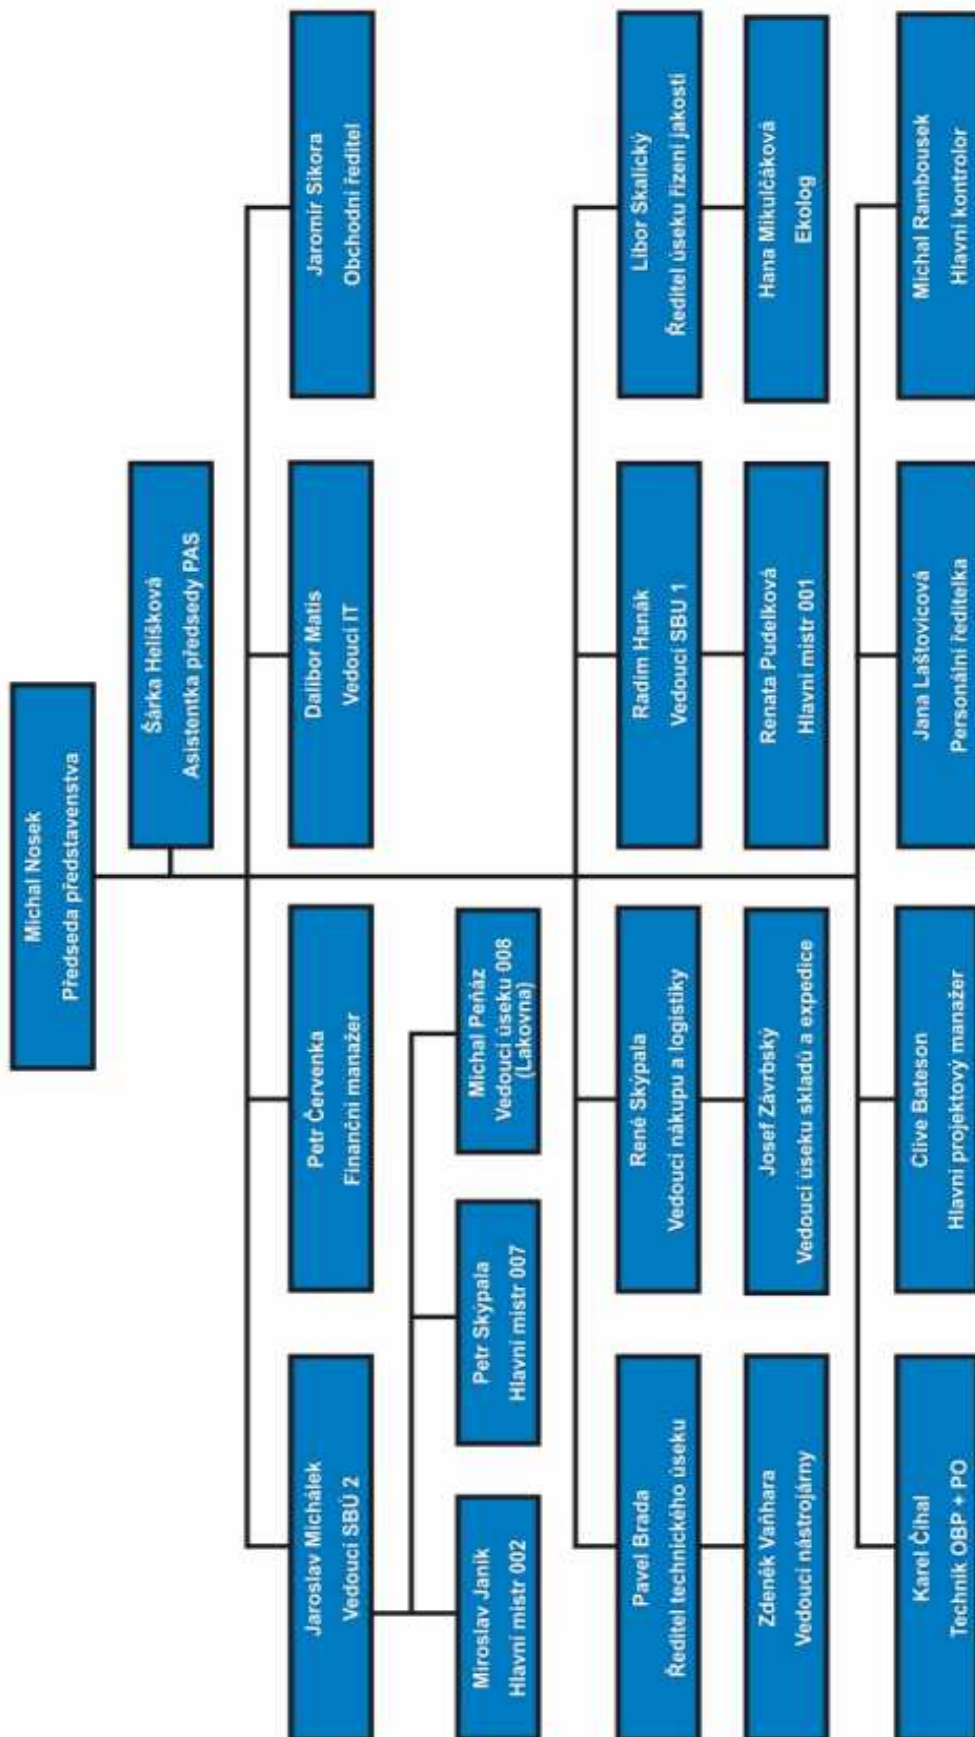 Michal Nosek
Předseda představenstva
Šárka Helíšková
Asistentka předsedy PAS
Jaroslav Michálek
Vedoucí SBU 2
Petr Červenka
Finanční manažer
Dalibor Matis
Vedoucí IT
Jaromír Sikora
Obchodní ředitel
Miroslav Janík
Hlavní mistr 002
Petr Skýpala
Hlavní mistr 007
Michal Peňáz
Vedoucí úseku 008
(Lakovna)
Pavel Brada
Ředitel technického úseku
René Skýpala
Vedoucí nákupu a logistiky
Radim Hanák
Vedoucí SBU 1
Libor Skalický
Ředitel úseku řízení jakosti
Zdeněk Vaňhara
Vedoucí nástrojárny
Josef Závrbský
Vedoucí úseku skladů a expedice
Renata Pudelková
Hlavní mistr 001
Hana Mikulčáková
Ekolog
Karel Číhal
Technik OBP + PO
Clive Bateson
Hlavní projektový manažer
Jana Laštovicová
Personální ředitelka
Michal Rambousek
Hlavní kontrolor